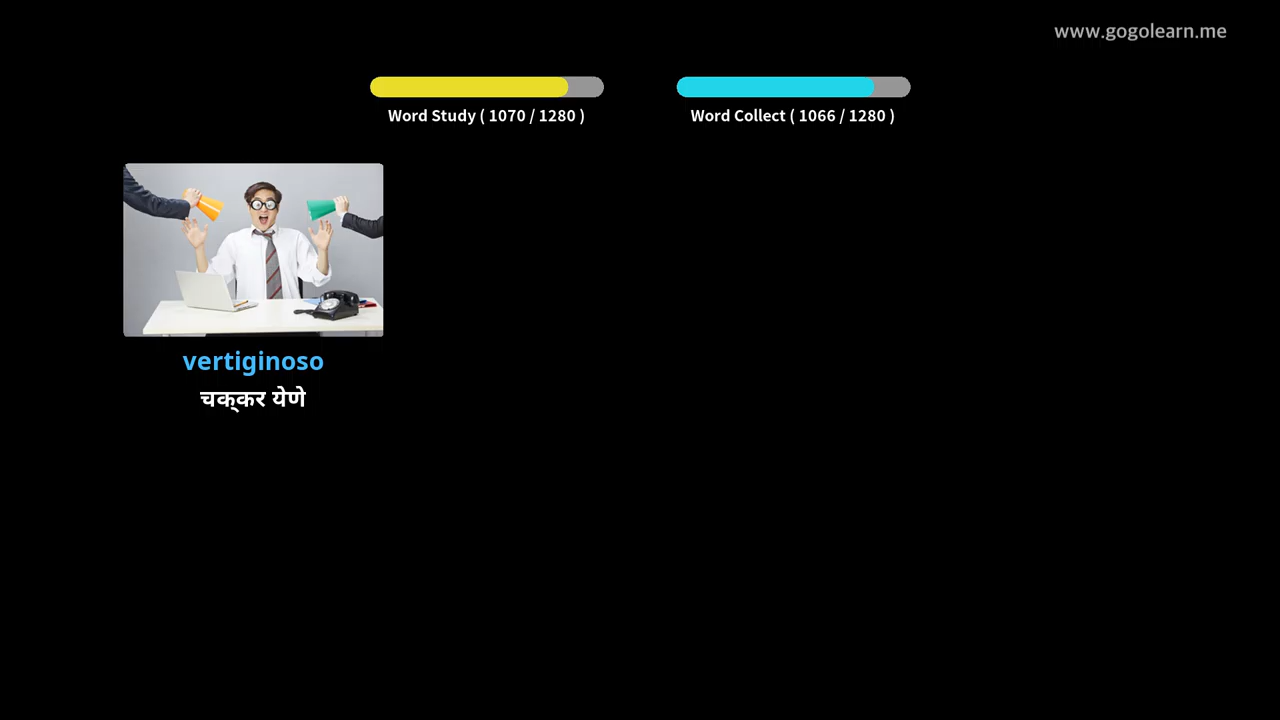 www.gogolearn.me
Word Study ( 1070 / 1280 )
Word Collect ( 1066 / 1280 )
vertiginoso
चक्कर येणे